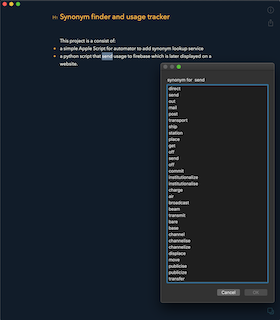 H1 Synonym finder and usage tracker
This project is a consist of:
a simple Apple Script for automator to add synonym lookup service
a python script that send usage to firebase which is later displayed on a
website.
synonym for send
direct
send
out
mail
post
transport
ship
station
place
get
off
send
off
commit
institutionalize
institutionalise
charge
air
broadcast
beam
transmit
bare
base
channel
channelise
channelize
displace
move
publicise
publicize
transfer
Cancel
OK